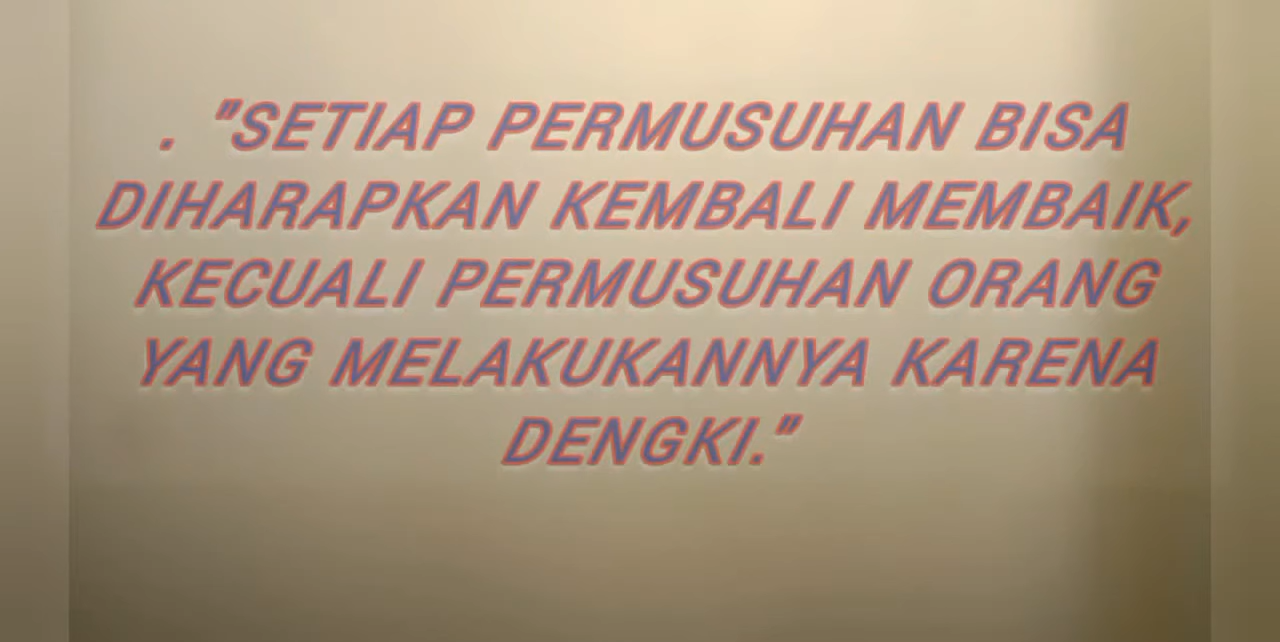 . "SETIAP PERMUSUHAN BISA
DIHARAPKAN KEMBALI MEMBAIK,
KECUALI PERMUSUHAN ORANG
YANG MELAKUKANNYA KARENA
DENGKI."